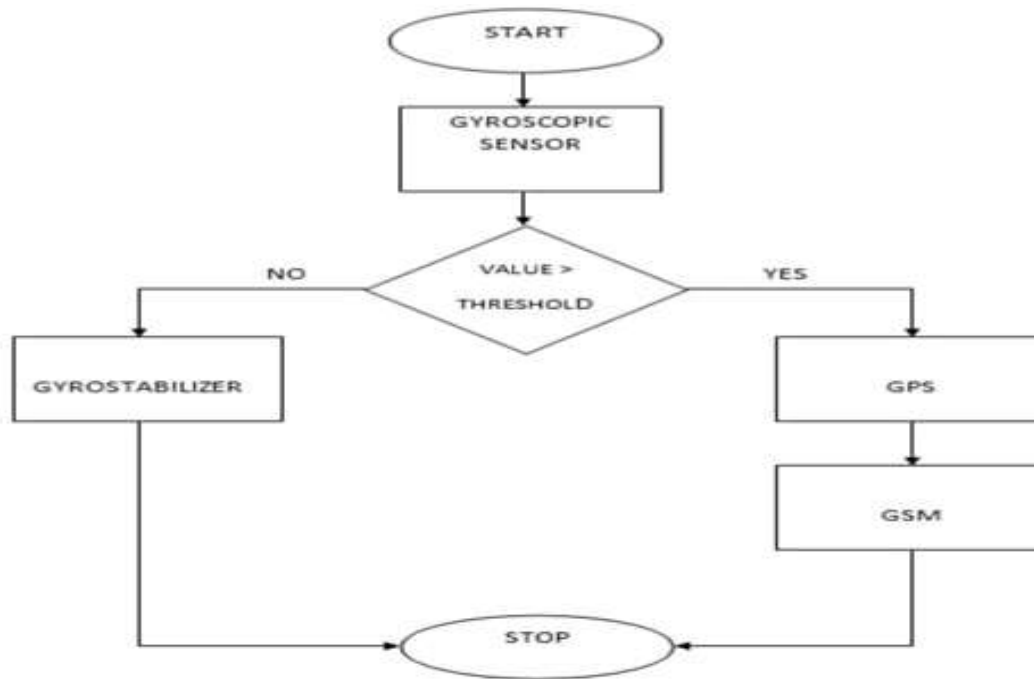 START
GYROSCOPIC
SENSOR
VALUE >
THRESHOLD
NO
YES
GYROSTABILIZER
GPS
GSM
STOP